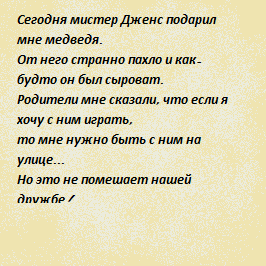 Сегодня мистер Дженс подарил
мне медведя.
От него странно пахло и как-
будто он был сыроват.
Родители мне сказали, что если я
хочу с ним играть,
то мне нужно быть с ним на
улице...
Но это не помешает нашей
дружбе!